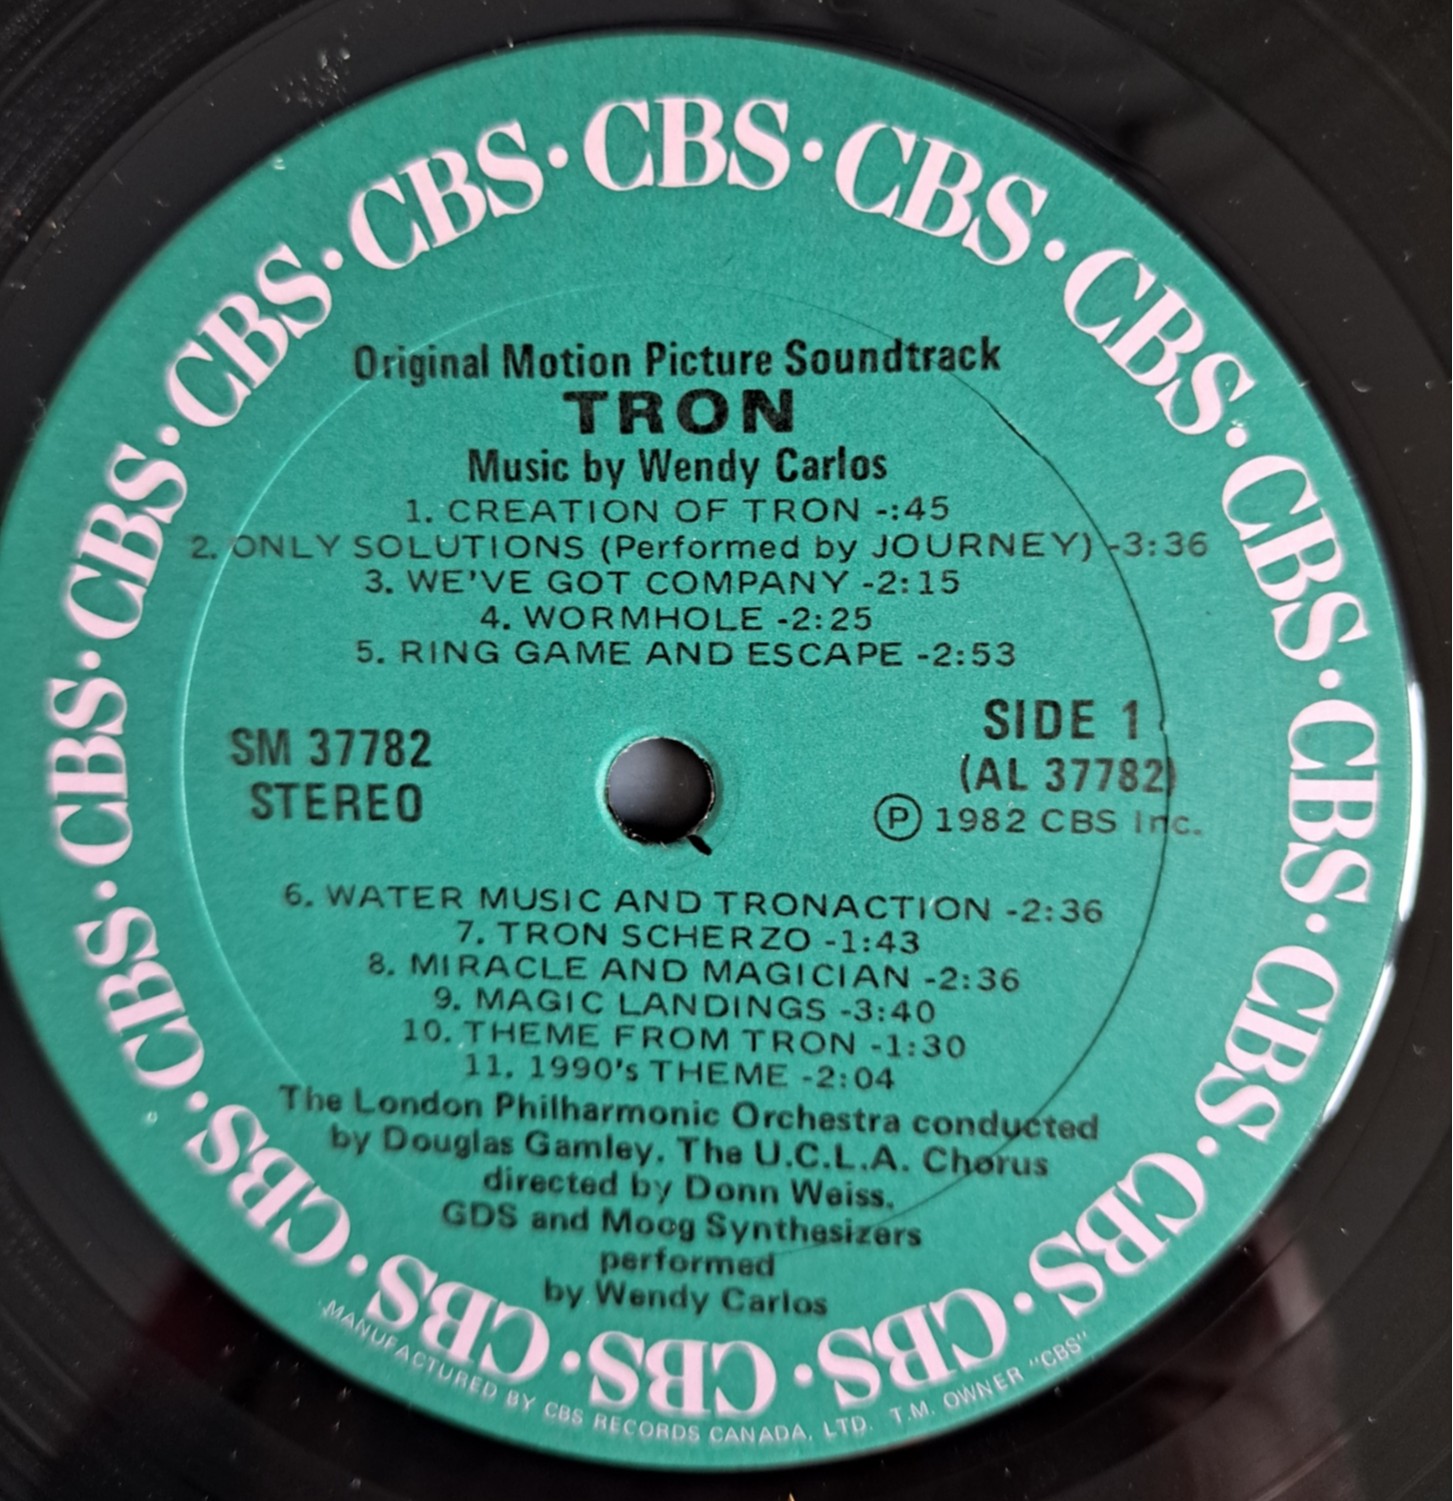 CBS · CBS · CBS · CBS · CBS · CBS · CBS · CBS · CBS · CBS · CBS · CBS · CBS · CBS · CBS · CBS ·
Original Motion Picture Soundtrack
TRON
Music by Wendy Carlos
1. CREATION OF TRON -:45
2. ONLY SOLUTIONS (Performed by JOURNEY) -3:36
3. WE'VE GOT COMPANY -2:15
4. WORMHOLE -2:25
5. RING GAME AND ESCAPE -2:53
SM 37782
STEREO
SIDE 1
(AL 37782)
Ⓟ 1982 CBS Inc.
6. WATER MUSIC AND TRONACTION -2:36
7. TRON SCHERZO -1:43
8. MIRACLE AND MAGICIAN -2:36
9. MAGIC LANDINGS -3:40
10. THEME FROM TRON -1:30
11. 1990's THEME -2:04
The London Philharmonic Orchestra conducted
by Douglas Gamley. The U.C.L.A. Chorus
directed by Donn Weiss.
GDS and Moog Synthesizers
performed
by Wendy Carlos
MANUFACTURED BY CBS RECORDS CANADA, LTD. T.M. OWNER "CBS"